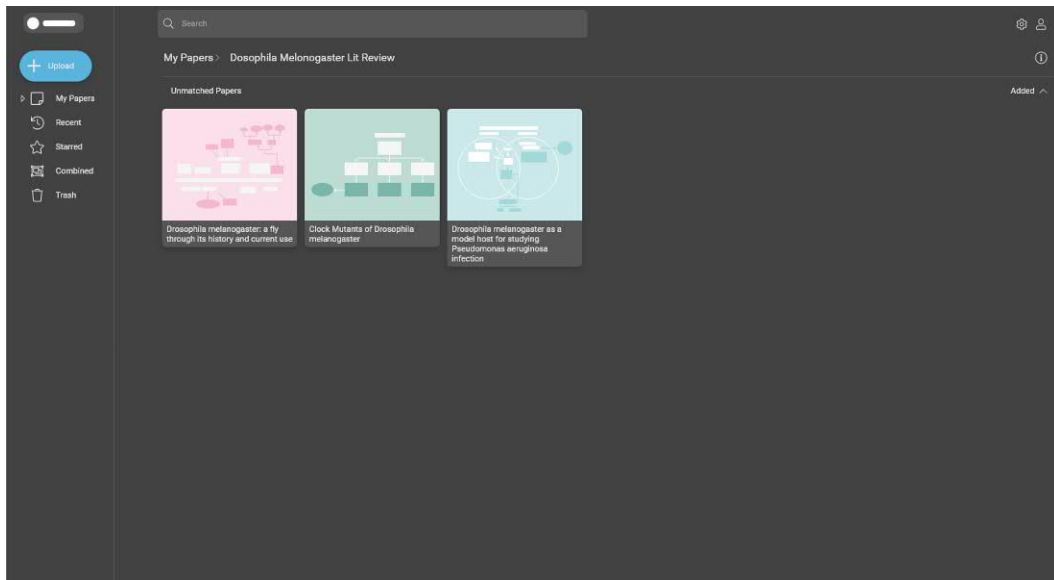 Search
Upload
My Papers
Recent
Starred
Combined
Trash
My Papers > Dosophila Melonogaster Lit Review
Unmatched Papers
Added
Drosophila melanogaster: a fly
through its history and current use
Clock Mutants of Drosophila
melanogaster
Drosophila melanogaster as a
model host for studying
Pseudomonas aeruginosa
infection